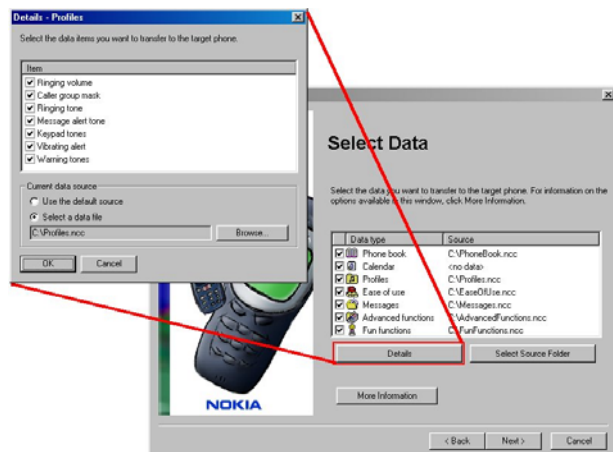 Details - Profiles
Select the data items you want to transfer to the target phone.
Item
Ringing volume
Caller group mask
Ringing tone
Message alert tone
Keypad tones
Vibrating alert
Warning tones
Current data source
Use the default source
Select a data file
C:\Profiles.ncc
Browse...
OK
Cancel
Select Data
Select the data you want to transfer to the target phone. For information on the
options available in this window, click More Information.
Data type Source
Phone book C:\PhoneBook.ncc
Calendar <no data>
Profiles C:\Profiles.ncc
Ease of use C:\EaseOfUse.ncc
Messages C:\Messages.ncc
Advanced functions C:\AdvancedFunctions.ncc
Fun functions C:\FunFunctions.ncc
Details
Select Source Folder
More Information
NOKIA
< Back
Next >
Cancel